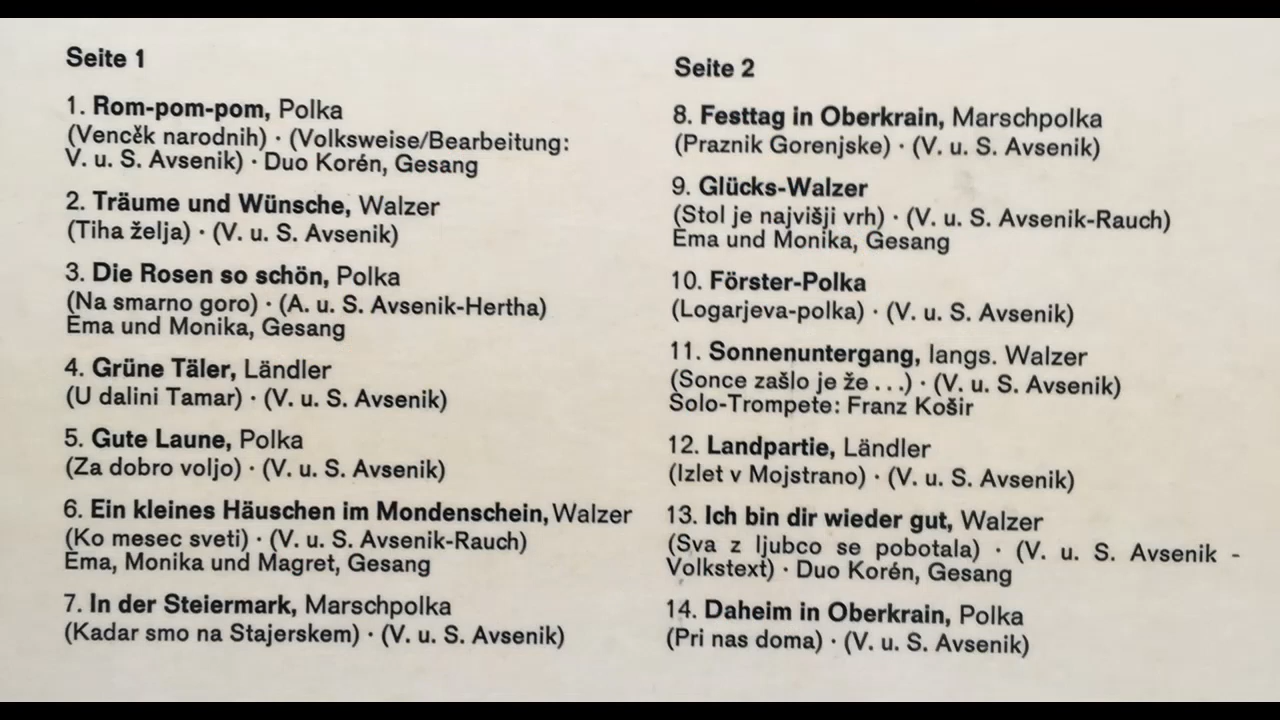 Seite 1
1. Rom-pom-pom, Polka
(Vencěk narodnih) · (Volksweise/Bearbeitung:
V. u. S. Avsenik) · Duo Korén, Gesang
2. Träume und Wünsche, Walzer
(Tiha želja) · (V. u. S. Avsenik)
3. Die Rosen so schön, Polka
(Na smarno goro) · (A. u. S. Avsenik-Hertha)
Ema und Monika, Gesang
4. Grüne Täler, Ländler
(U dalini Tamar) · (V. u. S. Avsenik)
5. Gute Laune, Polka
(Za dobro voljo) · (V. u. S. Avsenik)
6. Ein kleines Häuschen im Mondenschein, Walzer
(Ko mesec sveti) · (V. u. S. Avsenik-Rauch)
Ema, Monika und Magret, Gesang
7. In der Steiermark, Marschpolka
(Kadar smo na Stajerskem) · (V. u. S. Avsenik)
Seite 2
8. Festtag in Oberkrain, Marschpolka
(Praznik Gorenjske) · (V. u. S. Avsenik)
9. Glücks-Walzer
(Stol je najvišji vrh) · (V. u. S. Avsenik-Rauch)
Ema und Monika, Gesang
10. Förster-Polka
(Logarjeva-polka) · (V. u. S. Avsenik)
11. Sonnenuntergang, langs. Walzer
(Sonce zašlo je že . . .) · (V. u. S. Avsenik)
Solo-Trompete: Franz Košir
12. Landpartie, Ländler
(Izlet v Mojstrano) · (V. u. S. Avsenik)
13. Ich bin dir wieder gut, Walzer
(Sva z ljubco se pobotala) · (V. u. S. Avsenik -
Volkstext) · Duo Korén, Gesang
14. Daheim in Oberkrain, Polka
(Pri nas doma) · (V. u. S. Avsenik)